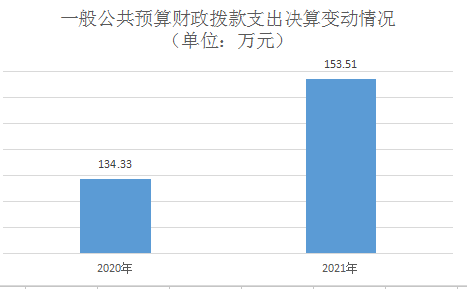 一般公共预算财政拨款支出决算变动情况
（单位：万元）
153.51
134.33
2020年
2021年